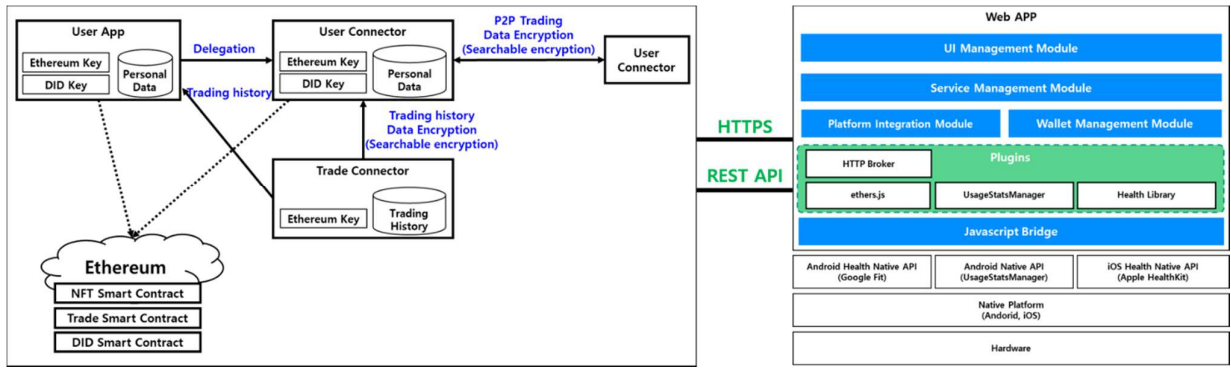 User App
Ethereum Key
DID Key
Personal
Data
Delegation
Trading history
User Connector
Ethereum Key
DID Key
Personal
Data
P2P Trading
Data Encryption
(Searchable encryption)
User
Connector
Trading history
Data Encryption
(Searchable encryption)
Trade Connector
Ethereum Key
Trading
History
Ethereum
NFT Smart Contract
Trade Smart Contract
DID Smart Contract
HTTPS
REST API
Web APP
UI Management Module
Service Management Module
Platform Integration Module
Wallet Management Module
Plugins
HTTP Broker
ethers.js
UsageStatsManager
Health Library
Javascript Bridge
Android Health Native API
(Google Fit)
Android Native API
(UsageStatsManager)
iOS Health Native API
(Apple HealthKit)
Native Platform
(Andorid, iOS)
Hardware